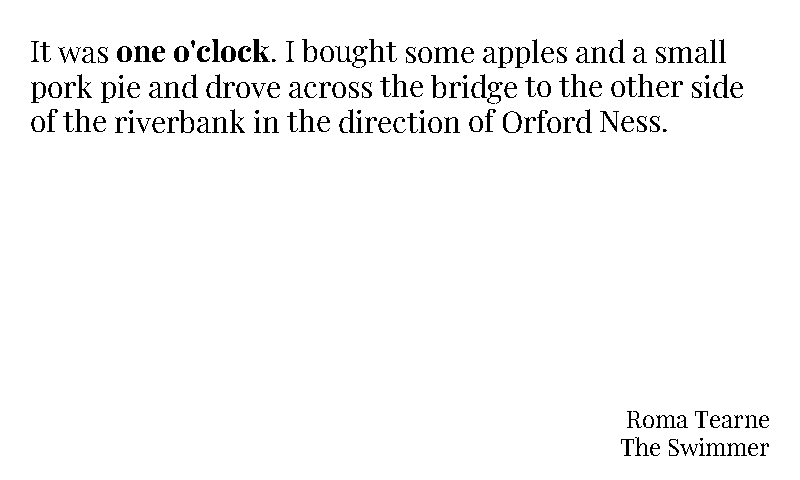 It was one o'clock. I bought some apples and a small
pork pie and drove across the bridge to the other side
of the riverbank in the direction of Orford Ness.
Roma Tearne
The Swimmer